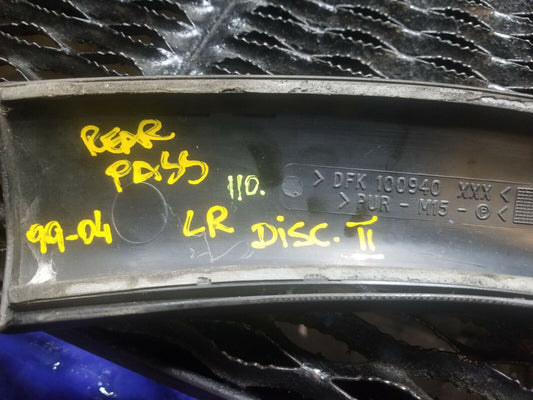 REAR
PASS
110.
> DFK 100940 XXX <
> PUR - M15 - P <
99-04
LR DISC. II